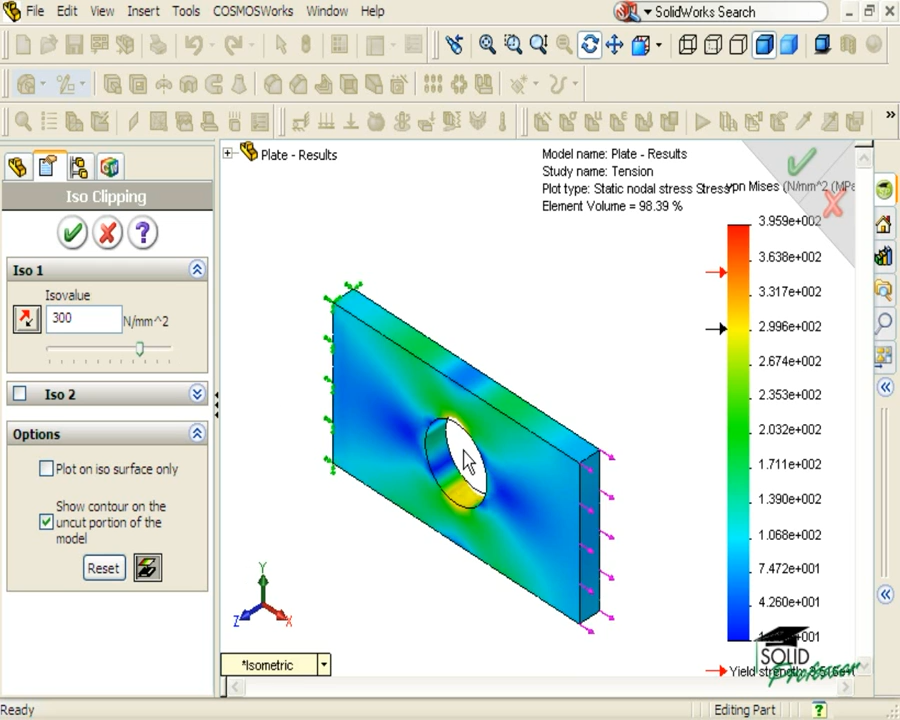 File Edit View Insert Tools COSMOSWorks Window Help
SolidWorks Search
Plate - Results
Model name: Plate - Results
Study name: Tension
Plot type: Static nodal stress
Element Volume = 98.39 %
von Mises (N/mm^2
Iso Clipping
Iso 1
Isovalue
300 N/mm^2
Iso 2
Options
Plot on iso surface only
Show contour on the
uncut portion of the
model
Reset
3.959e+002
3.638e+002
3.317e+002
2.996e+002
2.674e+002
2.353e+002
2.032e+002
1.711e+002
1.390e+002
1.068e+002
7.472e+001
4.260e+001
Yield strength:
Y
Z
X
*Isometric
SOLID
Professor
Ready
Editing Part